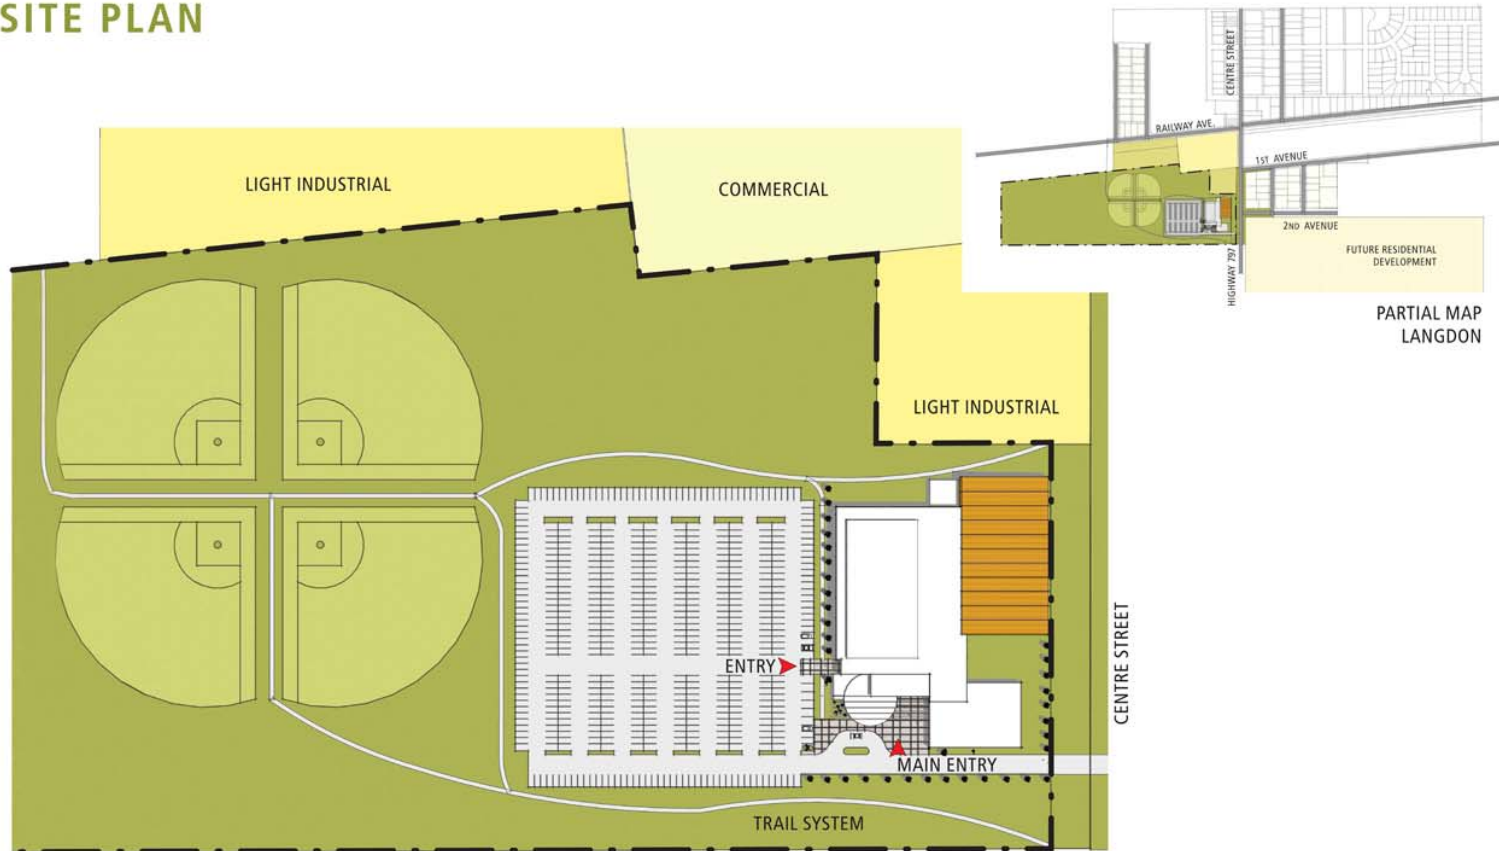 SITE PLAN
CENTRE STREET
RAILWAY AVE.
1ST AVENUE
2ND AVENUE
FUTURE RESIDENTIAL
DEVELOPMENT
HIGHWAY 797
PARTIAL MAP
LANGDON
LIGHT INDUSTRIAL
COMMERCIAL
LIGHT INDUSTRIAL
ENTRY
MAIN ENTRY
CENTRE STREET
TRAIL SYSTEM